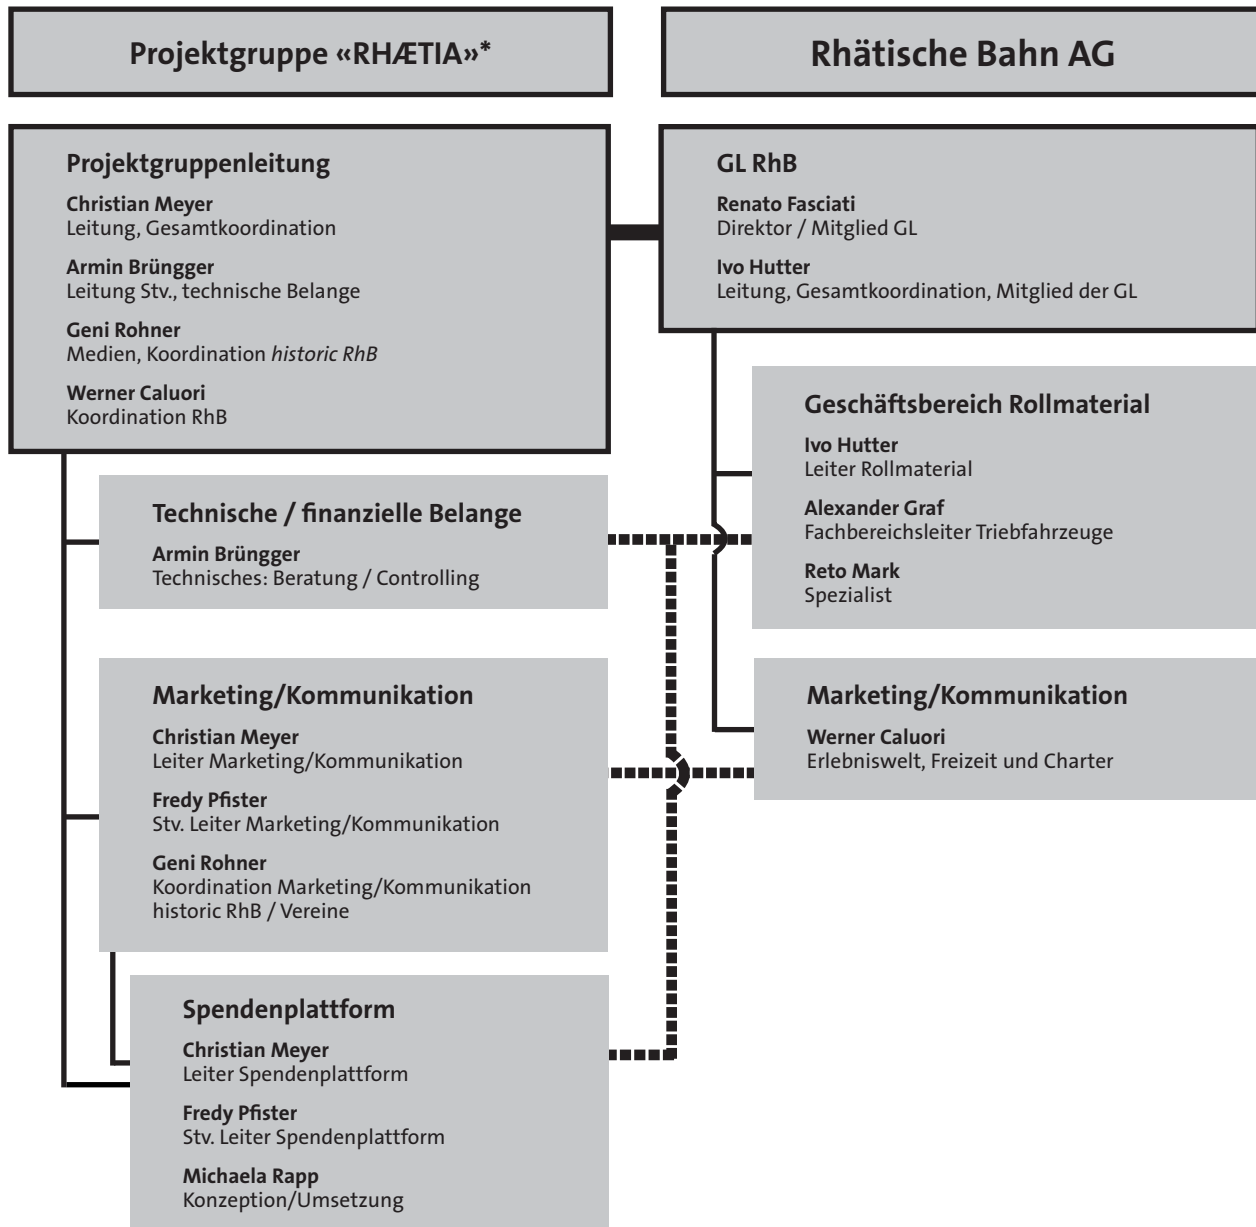 Projektgruppe «RHÆTIA»*
Rhätische Bahn AG
Projektgruppenleitung
Christian Meyer
Leitung, Gesamtkoordination
Armin Brüngger
Leitung Stv., technische Belange
Geni Rohner
Medien, Koordination historic RhB
Werner Caluori
Koordination RhB
GL RhB
Renato Fasciati
Direktor / Mitglied GL
Ivo Hutter
Leitung, Gesamtkoordination, Mitglied der GL
Geschäftsbereich Rollmaterial
Ivo Hutter
Leiter Rollmaterial
Alexander Graf
Fachbereichsleiter Triebfahrzeuge
Reto Mark
Spezialist
Technische / finanzielle Belange
Armin Brüngger
Technisches: Beratung / Controlling
Marketing/Kommunikation
Christian Meyer
Leiter Marketing/Kommunikation
Fredy Pfister
Stv. Leiter Marketing/Kommunikation
Geni Rohner
Koordination Marketing/Kommunikation
historic RhB / Vereine
Marketing/Kommunikation
Werner Caluori
Erlebniswelt, Freizeit und Charter
Spendenplattform
Christian Meyer
Leiter Spendenplattform
Fredy Pfister
Stv. Leiter Spendenplattform
Michaela Rapp
Konzeption/Umsetzung